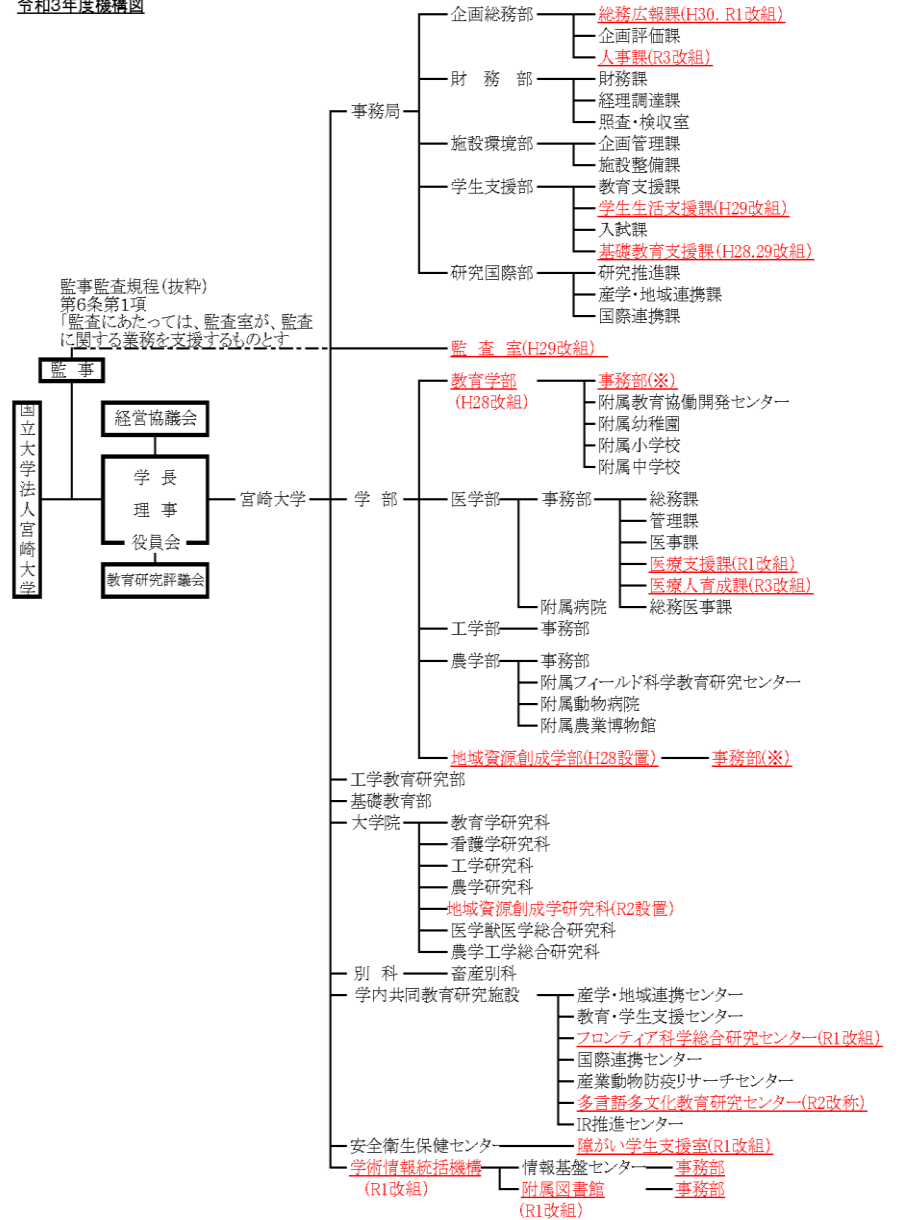 令和3年度機構図
企画総務部
総務広報課(H30. R1改組)
企画評価課
人事課(R3改組)
財　務　部
財務課
経理調達課
照査・検収室
事務局
施設環境部
企画管理課
施設整備課
学生支援部
教育支援課
学生生活支援課(H29改組)
入試課
基礎教育支援課(H28.29改組)
研究国際部
研究推進課
産学・地域連携課
国際連携課
監事監査規程(抜粋)
第6条第1項
「監査にあたっては、監査室が、監査
に関する業務を支援するものとす
監　査　室(H29改組)
監　事
国立大学法人宮崎大学
経営協議会
学　長
理　事
役員会
教育研究評議会
宮崎大学
学　部
教育学部
(H28改組)
事務部(※)
附属教育協働開発センター
附属幼稚園
附属小学校
附属中学校
医学部
事務部
総務課
管理課
医事課
医療支援課(R1改組)
医療人育成課(R3改組)
附属病院
総務医事課
工学部
事務部
農学部
事務部
附属フィールド科学教育研究センター
附属動物病院
附属農業博物館
地域資源創成学部(H28設置)
事務部(※)
工学教育研究部
基礎教育部
大学院
教育学研究科
看護学研究科
工学研究科
農学研究科
地域資源創成学研究科(R2設置)
医学獣医学総合研究科
農学工学総合研究科
別　科
畜産別科
学内共同教育研究施設
産学・地域連携センター
教育・学生支援センター
フロンティア科学総合研究センター(R1改組)
国際連携センター
産業動物防疫リサーチセンター
多言語多文化教育研究センター(R2改称)
IR推進センター
安全衛生保健センター
障がい学生支援室(R1改組)
学術情報統括機構
(R1改組)
情報基盤センター
事務部
附属図書館
(R1改組)
事務部